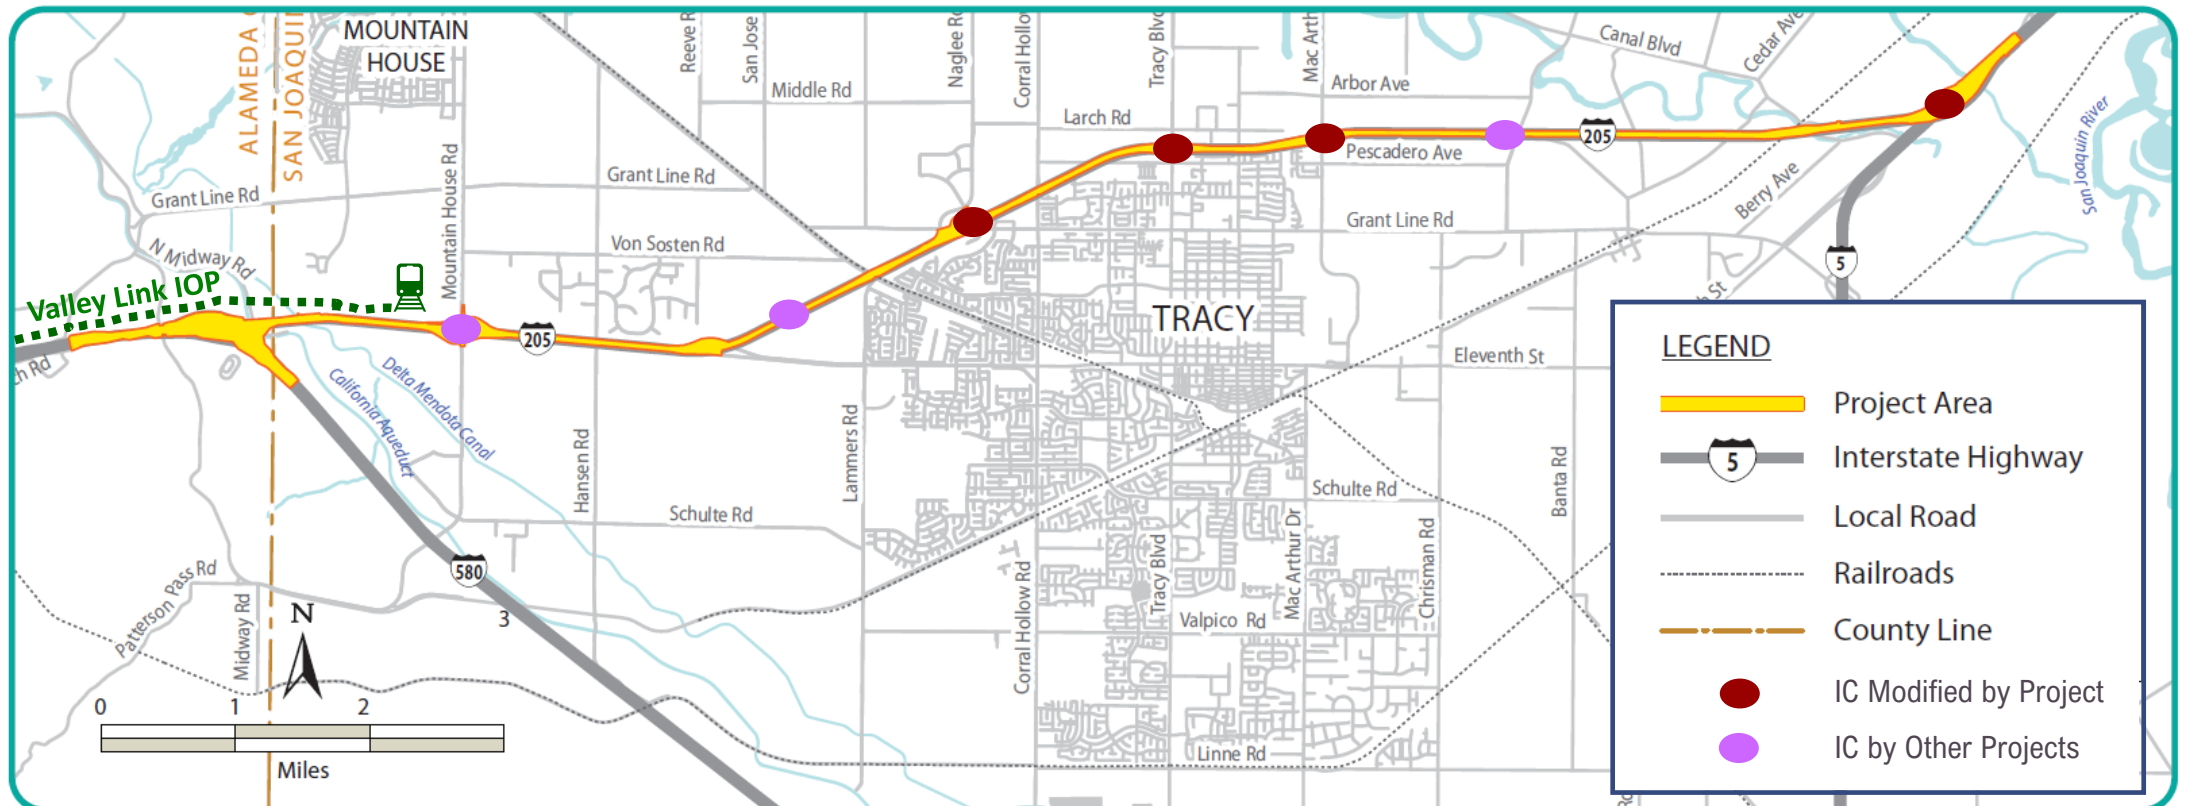 MOUNTAIN
HOUSE
ALAMEDA
SAN JOAQUIN
Reeve R
San Jose
Naglee Rd
Corral Hollow
Tracy Blvd
Mac Arth
Middle Rd
Larch Rd
Arbor Ave
Canal Blvd
Cedar Ave
205
Pescadero Ave
Grant Line Rd
Grant Line Rd
Grant Line Rd
Mountain House Rd
Von Sosten Rd
N Midway Rd
Valley Link IOP
205
TRACY
Berry Ave
San Joaquin River
5
h St
ch Rd
Eleventh St
Delta Mendota Canal
California Aqueduct
Hansen Rd
Lammers Rd
Schulte Rd
Schulte Rd
Banta Rd
Chrisman Rd
Mac Arthur Dr
Tracy Blvd
Corral Hollow Rd
Valpico Rd
Linne Rd
580
3
Patterson Pass Rd
Midway Rd
N
0 1 2
Miles
LEGEND
Project Area
5 Interstate Highway
Local Road
Railroads
County Line
IC Modified by Project
IC by Other Projects